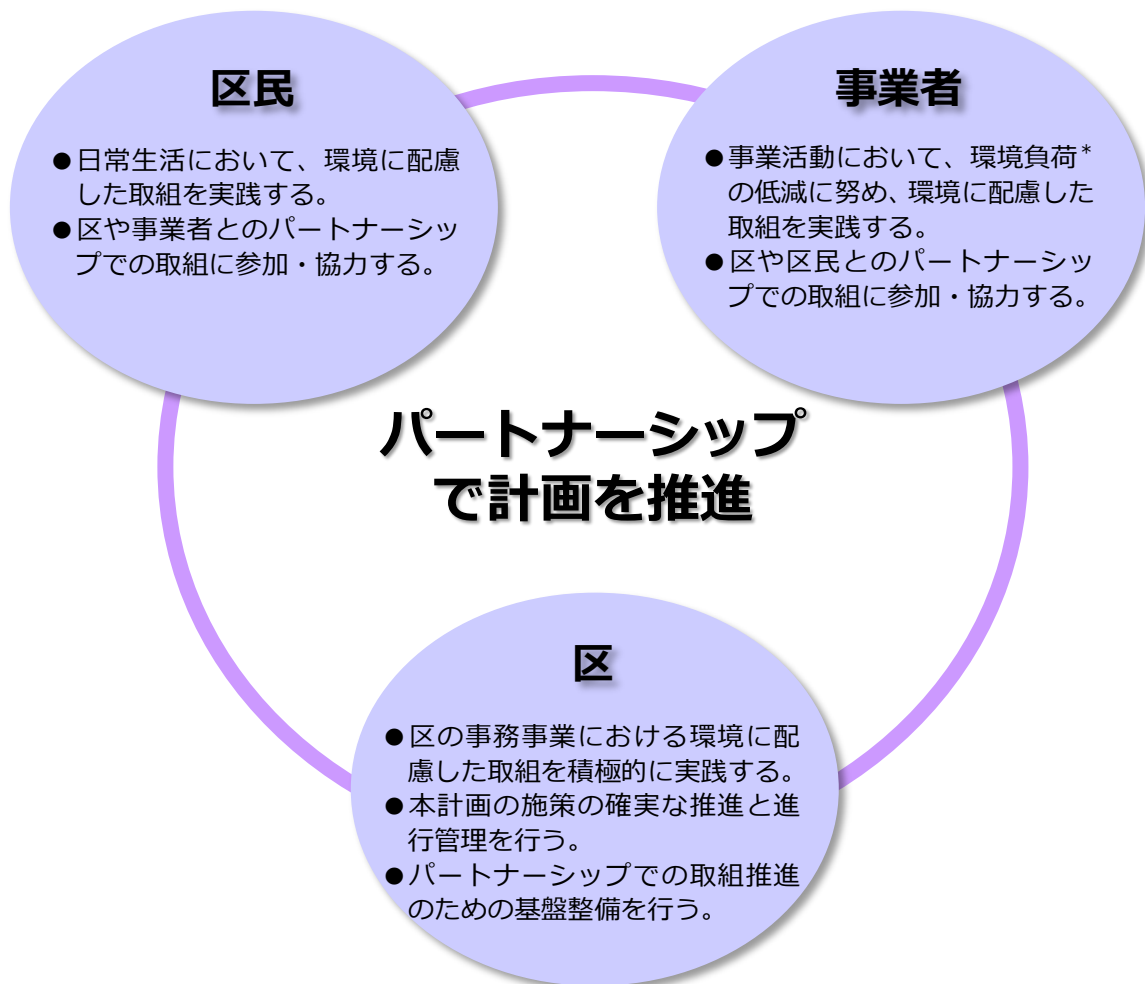 区民
●日常生活において、環境に配慮
した取組を実践する。
●区や事業者とのパートナーシッ
プでの取組に参加・協力する。
事業者
●事業活動において、環境負荷*
の低減に努め、環境に配慮した
取組を実践する。
●区や区民とのパートナーシッ
プでの取組に参加・協力する。
パートナーシップ
で計画を推進
区
●区の事務事業における環境に配
慮した取組を積極的に実践する。
●本計画の施策の確実な推進と進
行管理を行う。
●パートナーシップでの取組推進
のための基盤整備を行う。